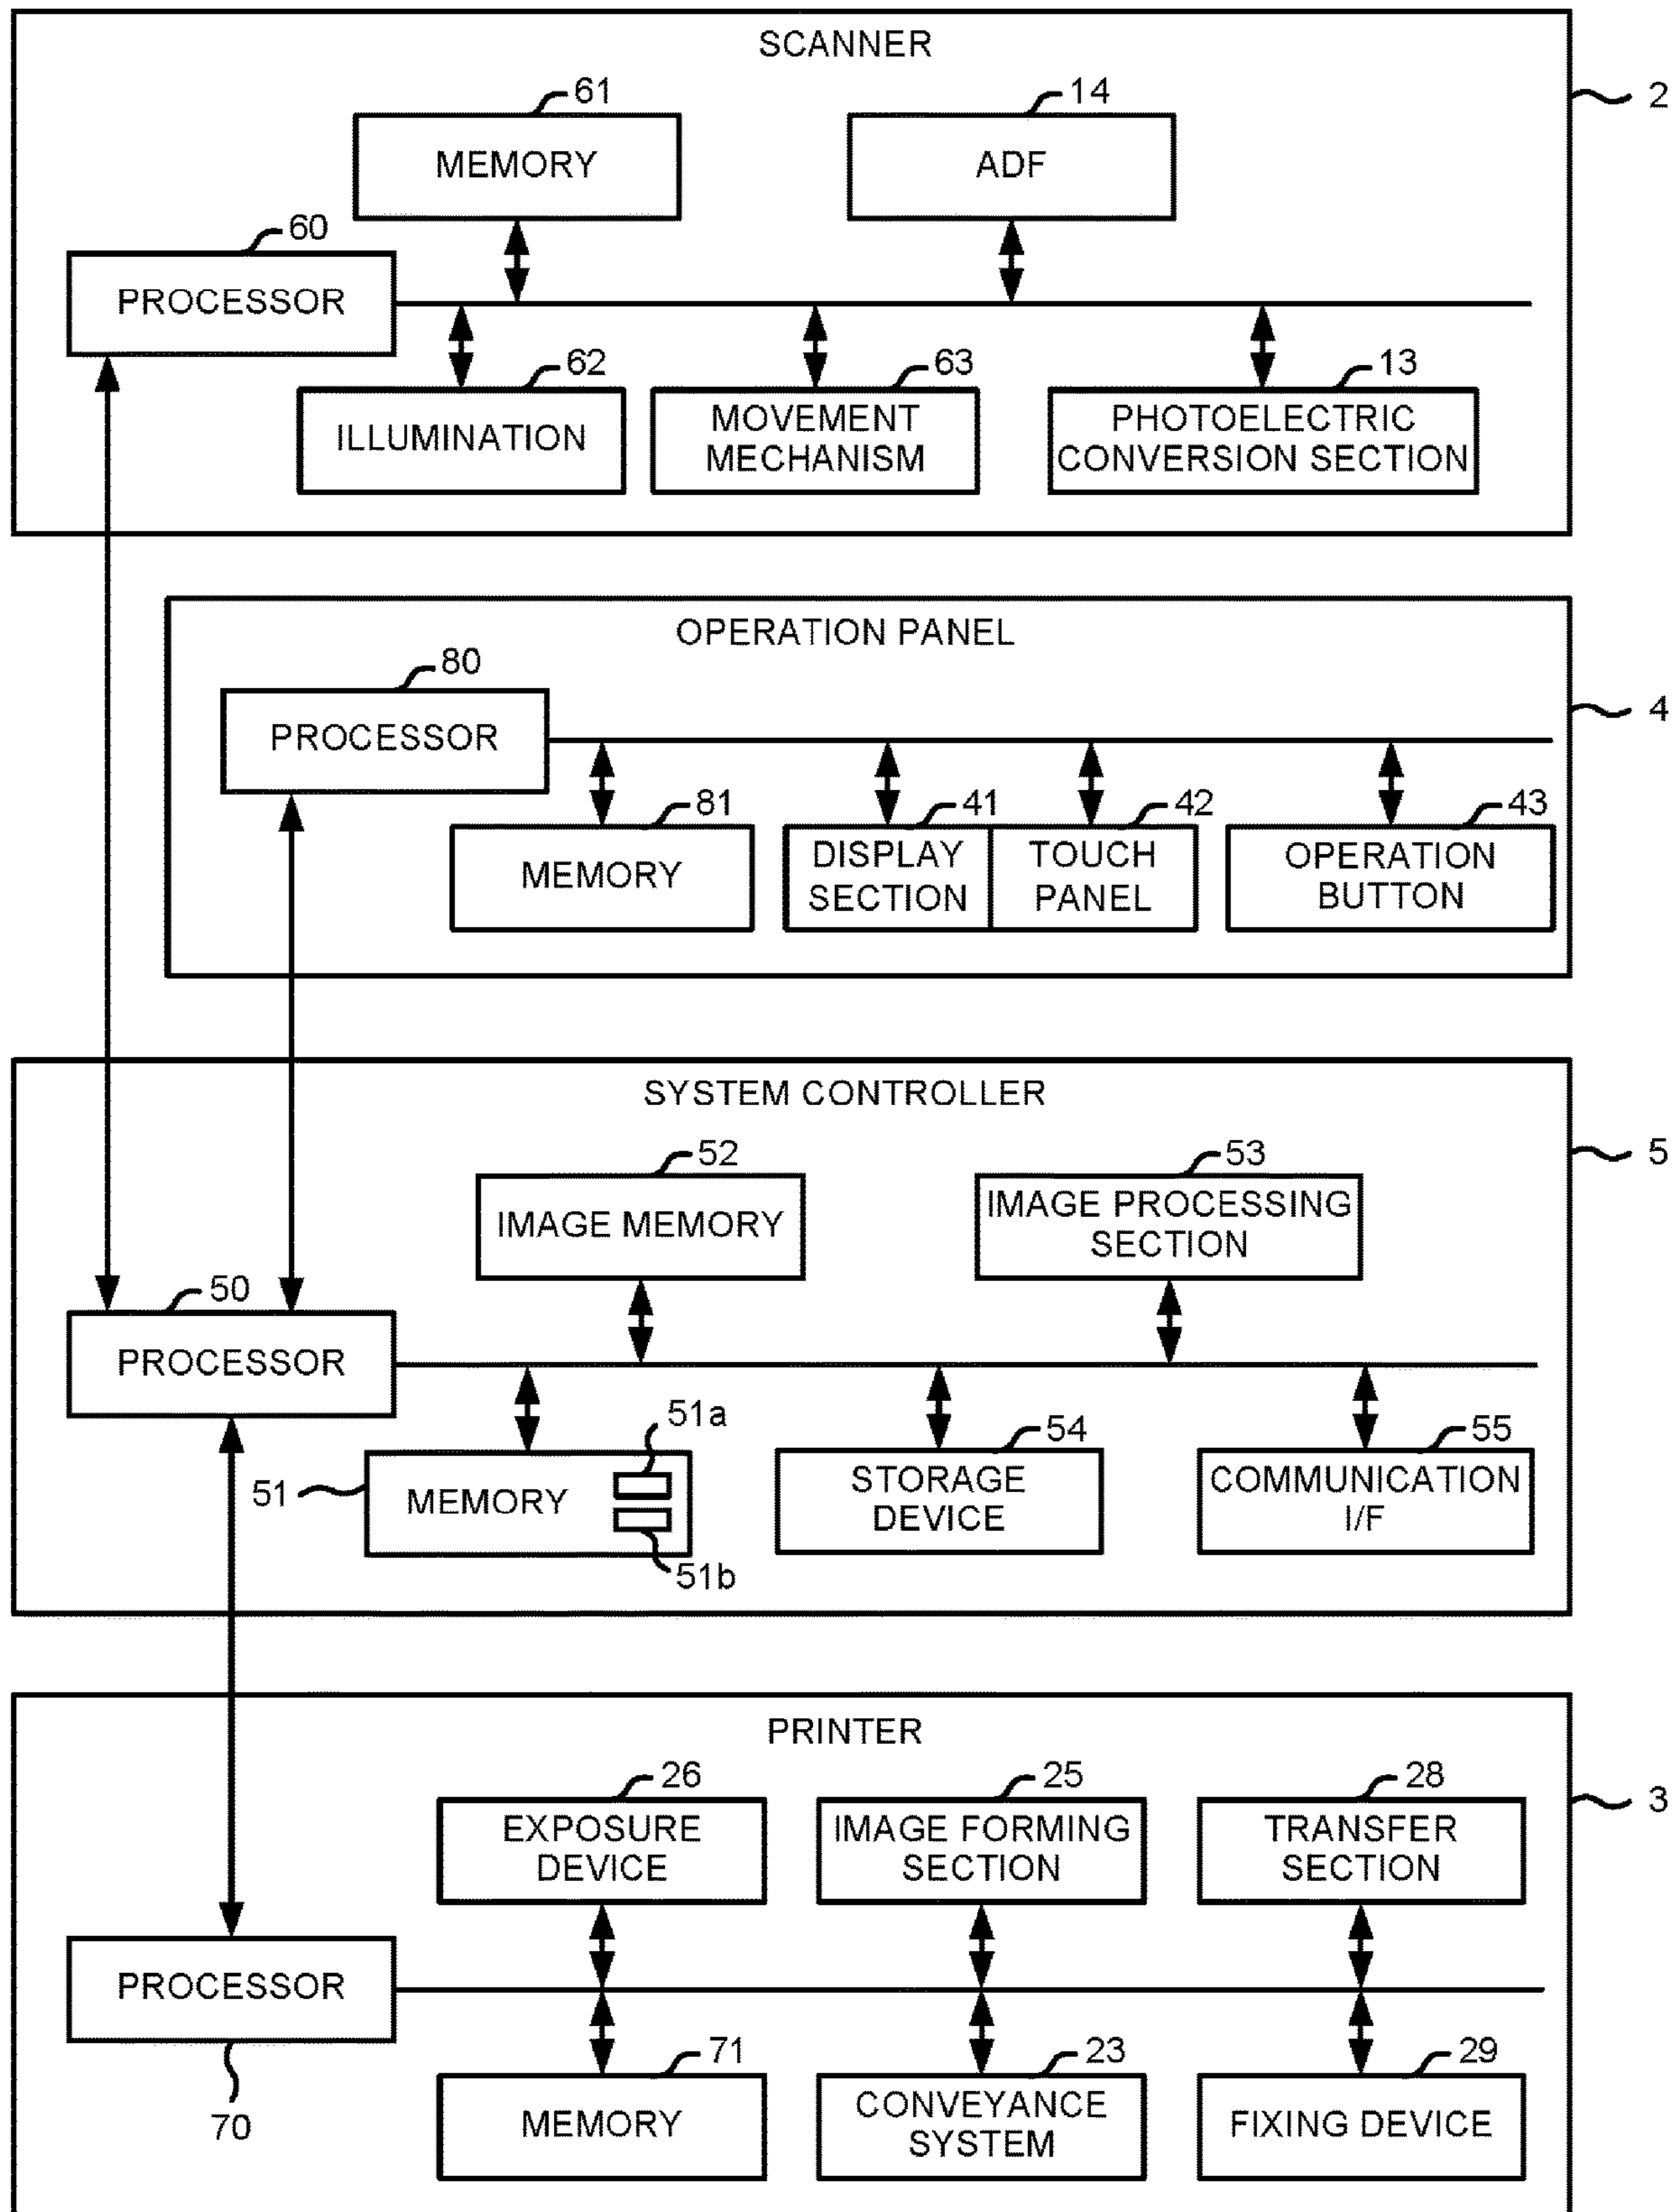 SCANNER
2
61
14
MEMORY
ADF
60
PROCESSOR
62
63
13
ILLUMINATION
MOVEMENT
MECHANISM
PHOTOELECTRIC
CONVERSION SECTION
OPERATION PANEL
4
80
PROCESSOR
81
41
42
43
MEMORY
DISPLAY
SECTION
TOUCH
PANEL
OPERATION
BUTTON
SYSTEM CONTROLLER
5
52
53
IMAGE MEMORY
IMAGE PROCESSING
SECTION
50
PROCESSOR
51a
54
55
51
MEMORY
STORAGE
DEVICE
COMMUNICATION
I/F
51b
PRINTER
3
26
25
28
EXPOSURE
DEVICE
IMAGE FORMING
SECTION
TRANSFER
SECTION
PROCESSOR
70
71
23
29
MEMORY
CONVEYANCE
SYSTEM
FIXING DEVICE